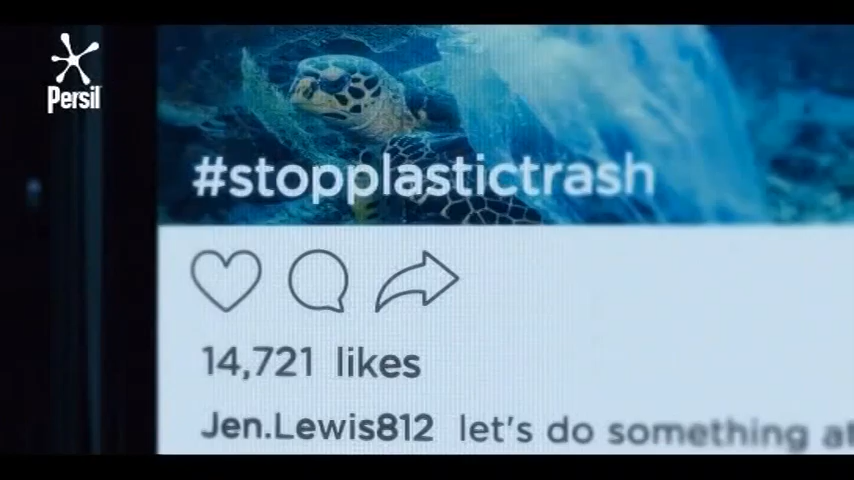 Persil
#stopplastictrash
14,721 likes
Jen.Lewis812 let's do something